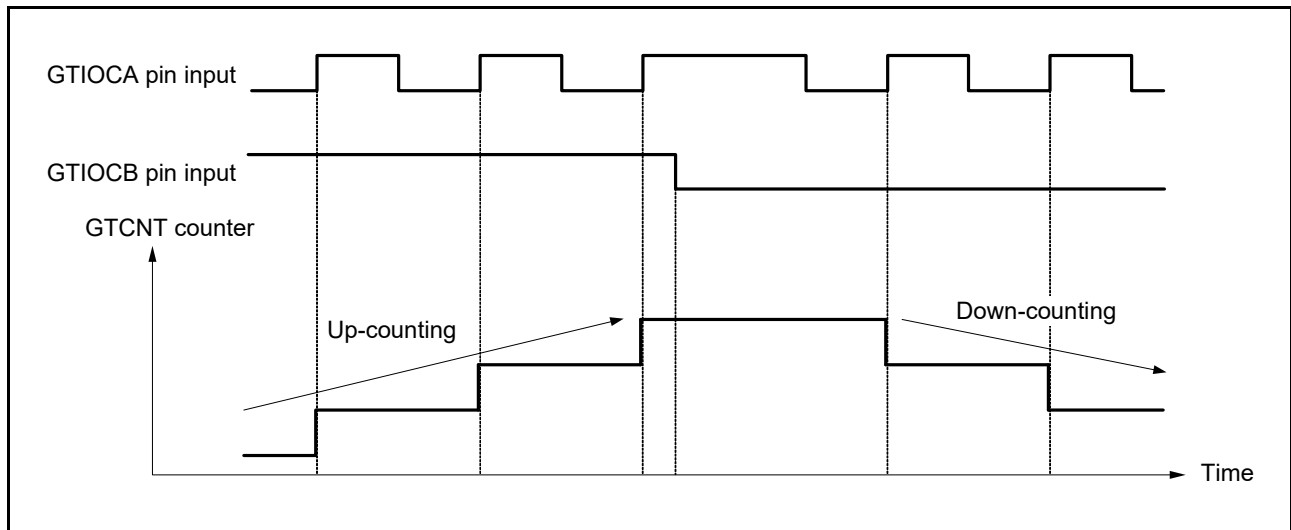 GTIOCA pin input
GTIOCB pin input
GTCNT counter
Up-counting
Down-counting
Time